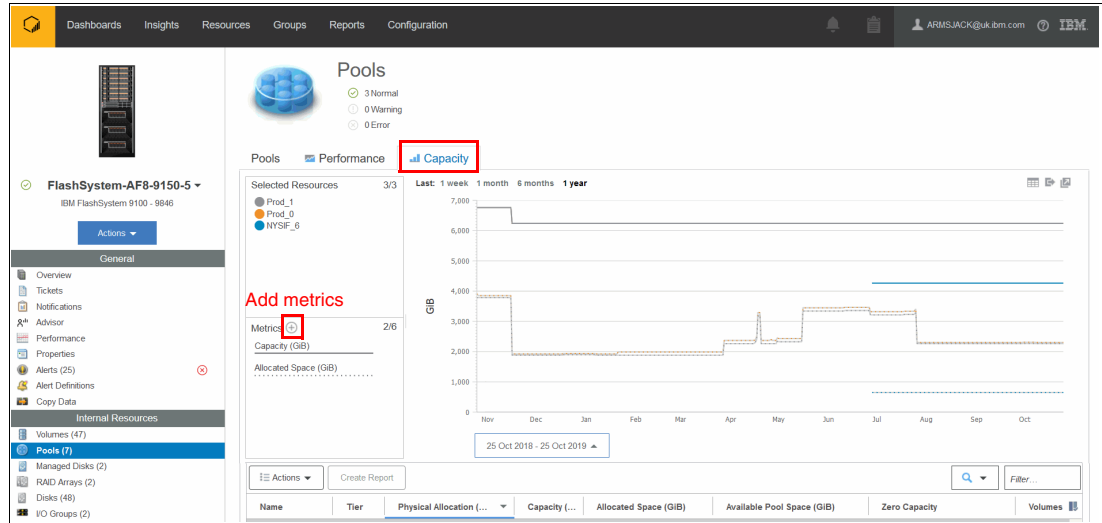 Dashboards Insights Resources Groups Reports Configuration ARMSJACK@uk.ibm.com IBM.
FlashSystem-AF8-9150-5
IBM FlashSystem 9100 - 9846
Actions
General
Overview
Tickets
Notifications
Advisor
Performance
Properties
Alerts (25)
Alert Definitions
Copy Data
Internal Resources
Volumes (47)
Pools (7)
Managed Disks (2)
RAID Arrays (2)
Disks (48)
I/O Groups (2)
Pools
3 Normal
0 Warning
0 Error
Pools Performance Capacity
Selected Resources 3/3
Prod_1
Prod_0
NYSIF_6
Add metrics
Metrics 2/6
Capacity (GiB)
Allocated Space (GiB)
Last: 1 week 1 month 6 months 1 year
7,000
6,000
5,000
4,000
3,000
2,000
1,000
0
GiB
Nov Dec Jan Feb Mar Apr May Jun Jul Aug Sep Oct
25 Oct 2018 - 25 Oct 2019
Actions Create Report Filter...
Name Tier Physical Allocation (... Capacity (... Allocated Space (GiB) Available Pool Space (GiB) Zero Capacity Volumes